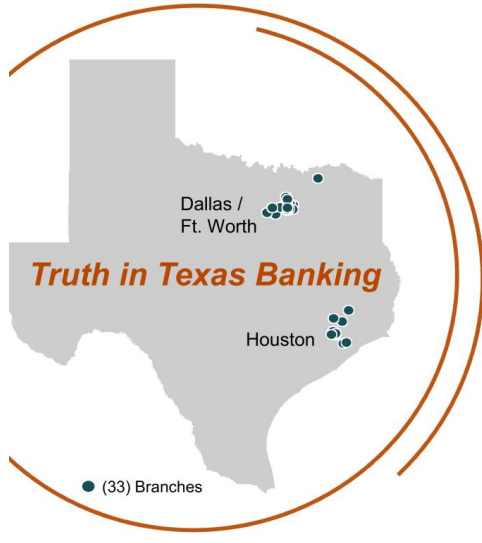 Dallas /
Ft. Worth
Truth in Texas Banking
Houston
(33) Branches